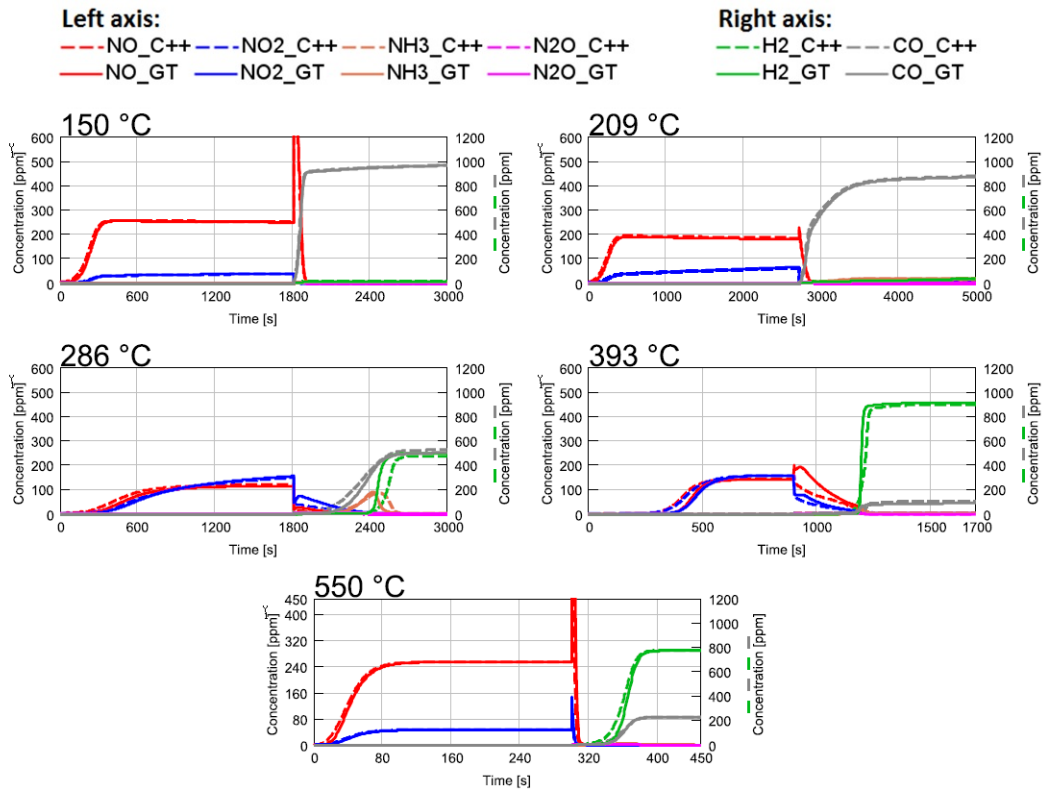 Left axis: Right axis:
NO_C++ NO2_C++ NH3_C++ N2O_C++ H2_C++ CO_C++
NO_GT NO2_GT NH3_GT N2O_GT H2_GT CO_GT
150 °C
600 500 400 300 200 100 0
Concentration [ppm]
0 600 1200 1800 2400 3000
Time [s]
1200 1000 800 600 400 200 0
Concentration [ppm]
209 °C
600 500 400 300 200 100 0
Concentration [ppm]
0 1000 2000 3000 4000 5000
Time [s]
1200 1000 800 600 400 200 0
Concentration [ppm]
286 °C
600 500 400 300 200 100 0
Concentration [ppm]
0 600 1200 1800 2400 3000
Time [s]
1200 1000 800 600 400 200 0
Concentration [ppm]
393 °C
600 500 400 300 200 100 0
Concentration [ppm]
0 500 1000 1500 1700
Time [s]
1200 1000 800 600 400 200 0
Concentration [ppm]
550 °C
450 400 320 240 160 80 0
Concentration [ppm]
0 80 160 240 320 400 450
Time [s]
1200 1000 800 600 400 200 0
Concentration [ppm]